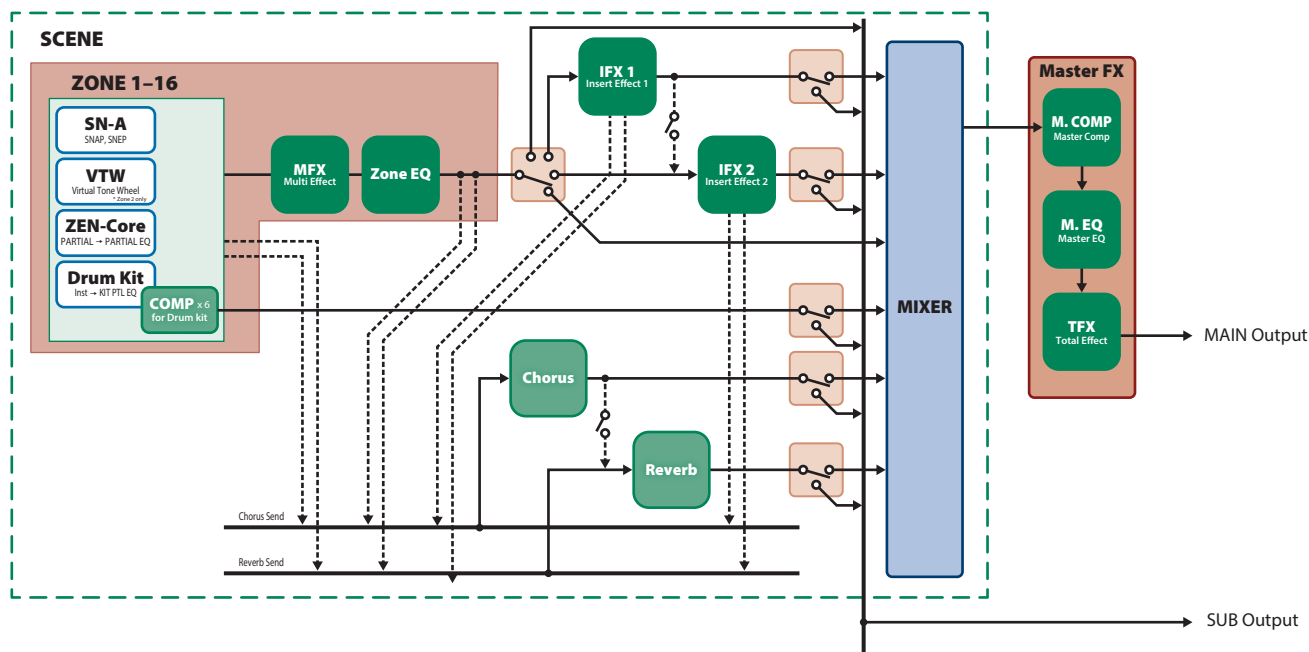 SCENE
ZONE 1–16
SN-A
SNAP, SNEP
VTW
Virtual Tone Wheel
* Zone 2 only
ZEN-Core
PARTIAL → PARTIAL EQ
Drum Kit
Inst → KIT PTL EQ
COMP x 6
for Drum kit
MFX
Multi Effect
Zone EQ
IFX 1
Insert Effect 1
IFX 2
Insert Effect 2
Chorus
Reverb
Chorus Send
Reverb Send
MIXER
Master FX
M. COMP
Master Comp
M. EQ
Master EQ
TFX
Total Effect
MAIN Output
SUB Output